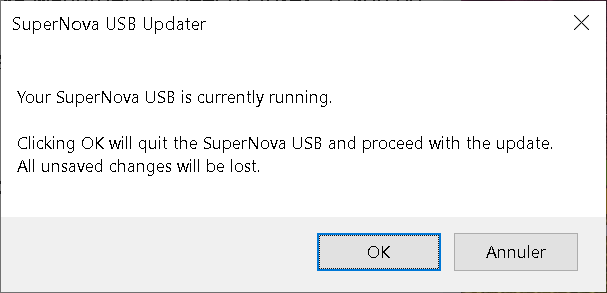 SuperNova USB Updater
Your SuperNova USB is currently running.
Clicking OK will quit the SuperNova USB and proceed with the update.
All unsaved changes will be lost.
OK
Annuler